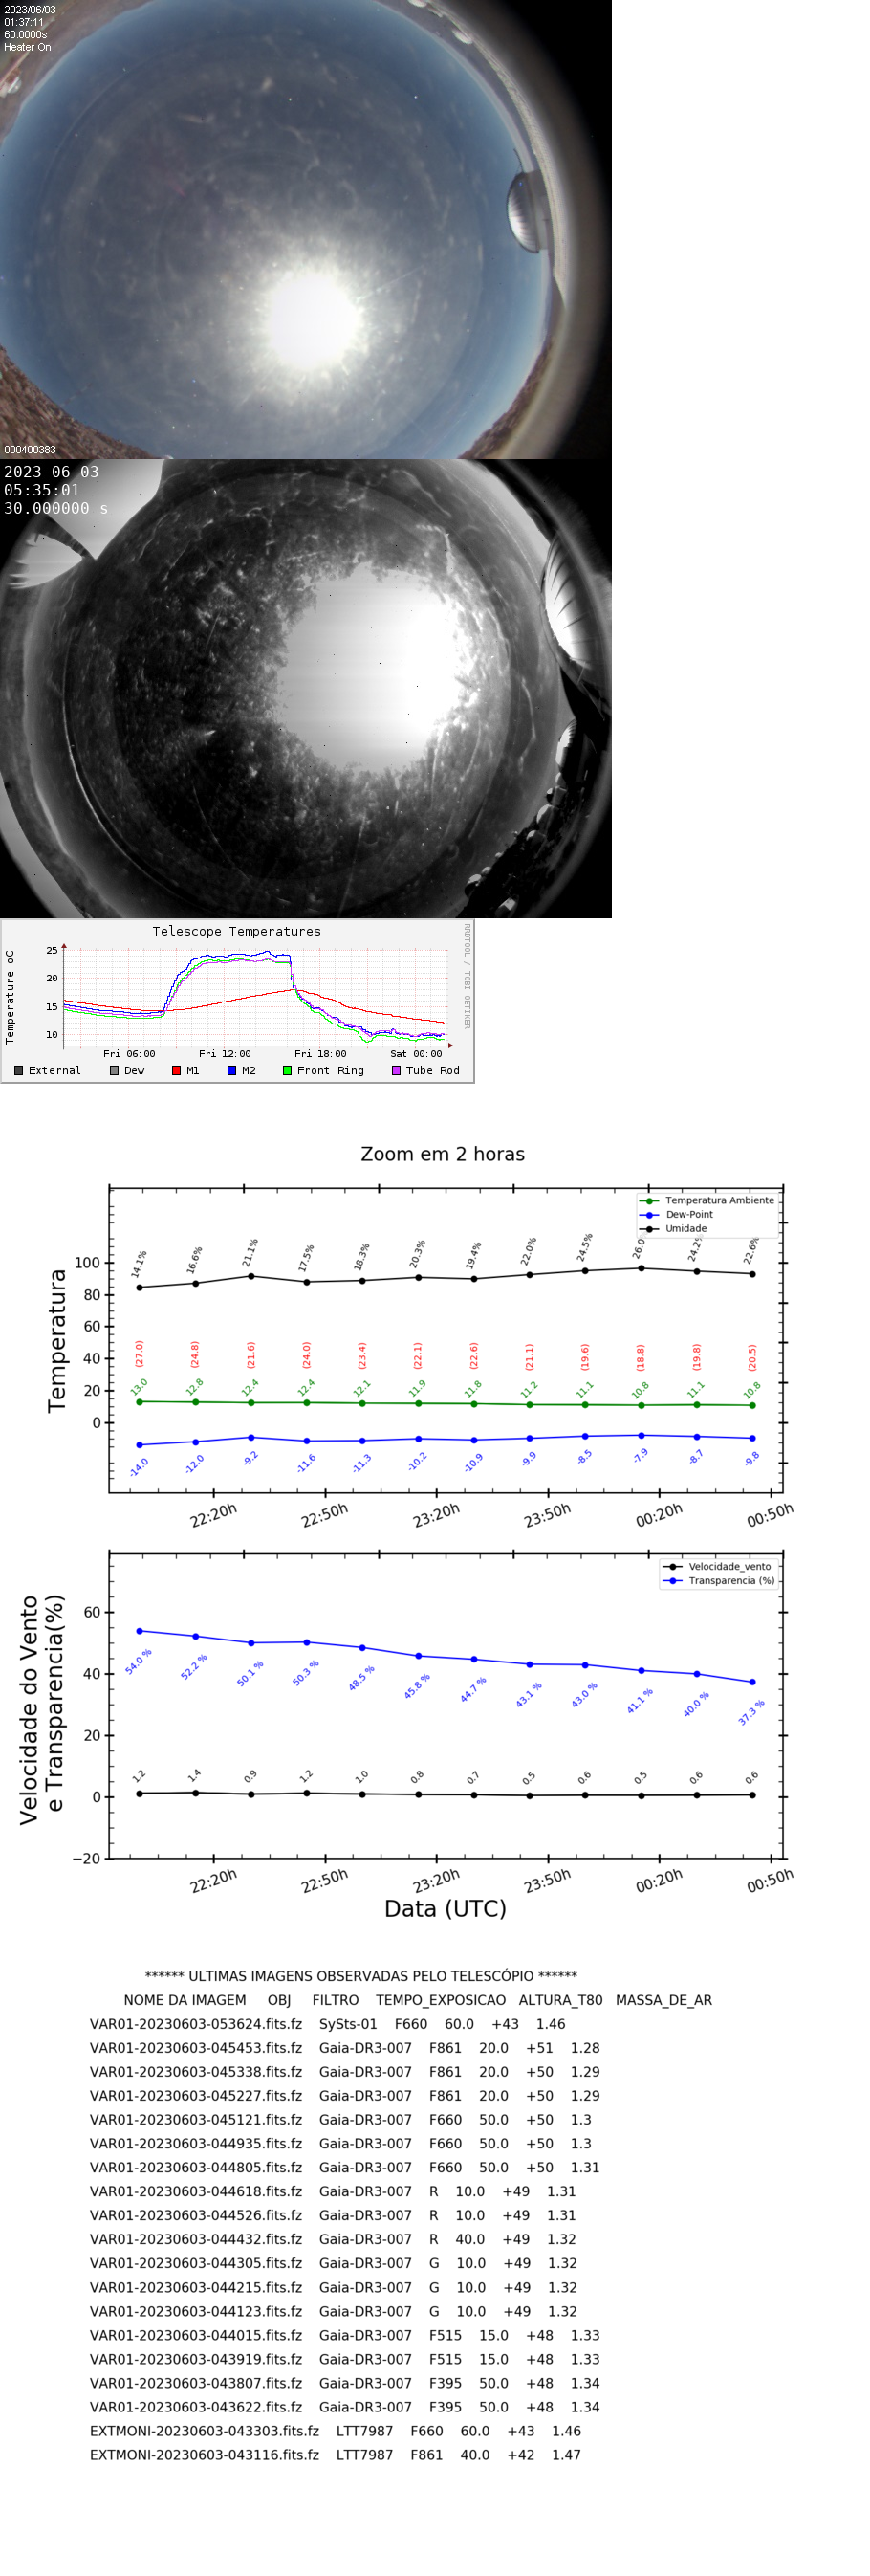 2023/06/03
01:37:11
60.0000s
Heater On
000400383
2023-06-03
05:35:01
30.000000 s
Telescope Temperatures
RRDTOOL / TOBI OETIKER
Temperature oC
25
20
15
10
Fri 06:00 Fri 12:00 Fri 18:00 Sat 00:00
External Dew M1 M2 Front Ring Tube Rod
Zoom em 2 horas
Temperatura Ambiente
Dew-Point
Umidade
14.1% 16.6% 21.1% 17.5% 18.3% 20.3% 19.4% 22.0% 24.5% 26.0 24.2% 22.6%
Temperatura
100
80
60
40
20
0
(27.0) (24.8) (21.6) (24.0) (23.4) (22.1) (22.6) (21.1) (19.6) (18.8) (19.8) (20.5)
13.0 12.8 12.4 12.4 12.1 11.9 11.8 11.2 11.1 10.8 11.1 10.8
-14.0 -12.0 -9.2 -11.6 -11.3 -10.2 -10.9 -9.9 -8.5 -7.9 -8.7 -9.8
22:20h 22:50h 23:20h 23:50h 00:20h 00:50h
Velocidade_vento
Transparencia (%)
Velocidade do Vento
e Transparencia(%)
60
40
20
0
−20
54.0 % 52.2 % 50.1 % 50.3 % 48.5 % 45.8 % 44.7 % 43.1 % 43.0 % 41.1 % 40.0 % 37.3 %
1.2 1.4 0.9 1.2 1.0 0.8 0.7 0.5 0.6 0.5 0.6 0.6
22:20h 22:50h 23:20h 23:50h 00:20h 00:50h
Data (UTC)
****** ULTIMAS IMAGENS OBSERVADAS PELO TELESCÓPIO ******
NOME DA IMAGEM OBJ FILTRO TEMPO_EXPOSICAO ALTURA_T80 MASSA_DE_AR
VAR01-20230603-053624.fits.fz SySts-01 F660 60.0 +43 1.46
VAR01-20230603-045453.fits.fz Gaia-DR3-007 F861 20.0 +51 1.28
VAR01-20230603-045338.fits.fz Gaia-DR3-007 F861 20.0 +50 1.29
VAR01-20230603-045227.fits.fz Gaia-DR3-007 F861 20.0 +50 1.29
VAR01-20230603-045121.fits.fz Gaia-DR3-007 F660 50.0 +50 1.3
VAR01-20230603-044935.fits.fz Gaia-DR3-007 F660 50.0 +50 1.3
VAR01-20230603-044805.fits.fz Gaia-DR3-007 F660 50.0 +50 1.31
VAR01-20230603-044618.fits.fz Gaia-DR3-007 R 10.0 +49 1.31
VAR01-20230603-044526.fits.fz Gaia-DR3-007 R 10.0 +49 1.31
VAR01-20230603-044432.fits.fz Gaia-DR3-007 R 40.0 +49 1.32
VAR01-20230603-044305.fits.fz Gaia-DR3-007 G 10.0 +49 1.32
VAR01-20230603-044215.fits.fz Gaia-DR3-007 G 10.0 +49 1.32
VAR01-20230603-044123.fits.fz Gaia-DR3-007 G 10.0 +49 1.32
VAR01-20230603-044015.fits.fz Gaia-DR3-007 F515 15.0 +48 1.33
VAR01-20230603-043919.fits.fz Gaia-DR3-007 F515 15.0 +48 1.33
VAR01-20230603-043807.fits.fz Gaia-DR3-007 F395 50.0 +48 1.34
VAR01-20230603-043622.fits.fz Gaia-DR3-007 F395 50.0 +48 1.34
EXTMONI-20230603-043303.fits.fz LTT7987 F660 60.0 +43 1.46
EXTMONI-20230603-043116.fits.fz LTT7987 F861 40.0 +42 1.47